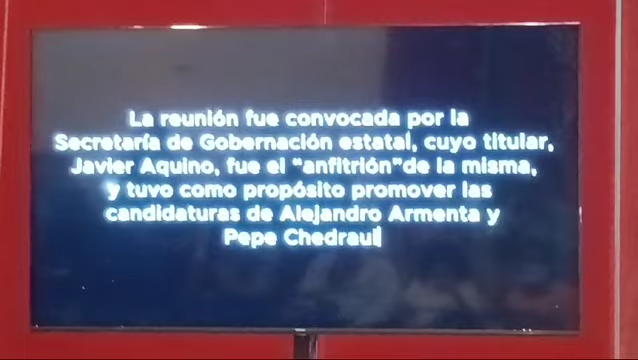 La reunión fue convocada por la
Secretaría de Gobernación estatal, cuyo titular,
Javier Aquino, fue el "anfitrión"de la misma,
y tuvo como propósito promover las
candidaturas de Alejandro Armenta y
Pepe Chedraui